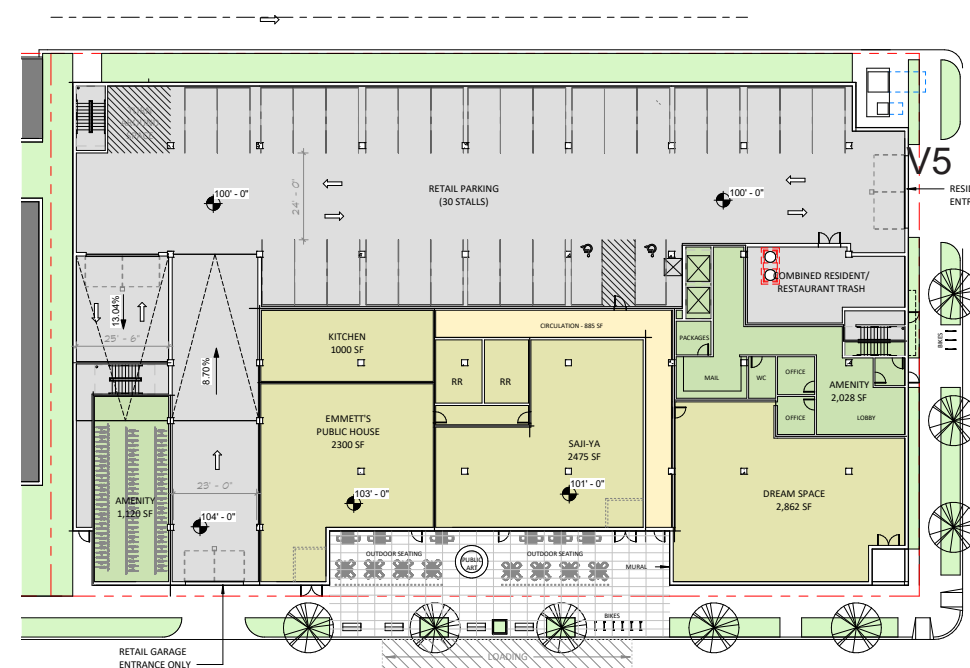 100' - 0"
24' - 0"
RETAIL PARKING
(30 STALLS)
100' - 0"
V5
RESI
ENTR
COMBINED RESIDENT/
RESTAURANT TRASH
13.04%
25' - 6"
8.70%
KITCHEN
1000 SF
CIRCULATION - 885 SF
RR
RR
PACKAGES
MAIL
WC
OFFICE
OFFICE
AMENITY
2,028 SF
LOBBY
BIKES
EMMETT'S
PUBLIC HOUSE
2300 SF
SAJI-YA
2475 SF
101' - 0"
103' - 0"
DREAM SPACE
2,862 SF
AMENITY
1,120 SF
23' - 0"
104' - 0"
OUTDOOR SEATING
PUBLIC
ART
OUTDOOR SEATING
MURAL
BIKES
LOADING
RETAIL GARAGE
ENTRANCE ONLY